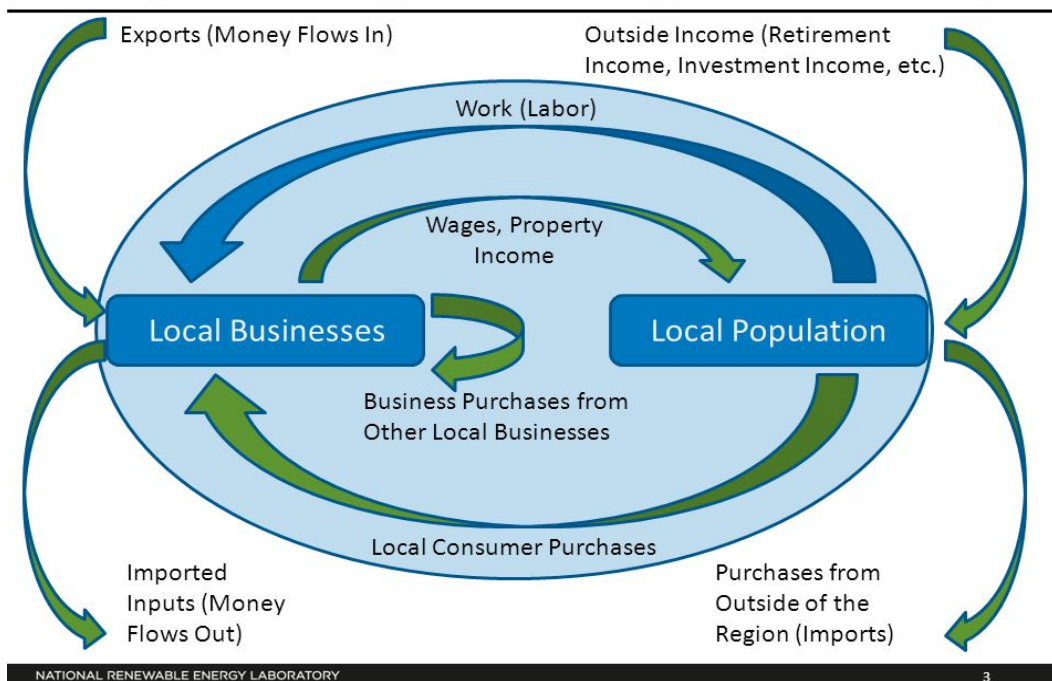 Exports (Money Flows In)
Outside Income (Retirement
Income, Investment Income, etc.)
Work (Labor)
Wages, Property
Income
Local Businesses
Local Population
Business Purchases from
Other Local Businesses
Local Consumer Purchases
Imported
Inputs (Money
Flows Out)
Purchases from
Outside of the
Region (Imports)
NATIONAL RENEWABLE ENERGY LABORATORY
3